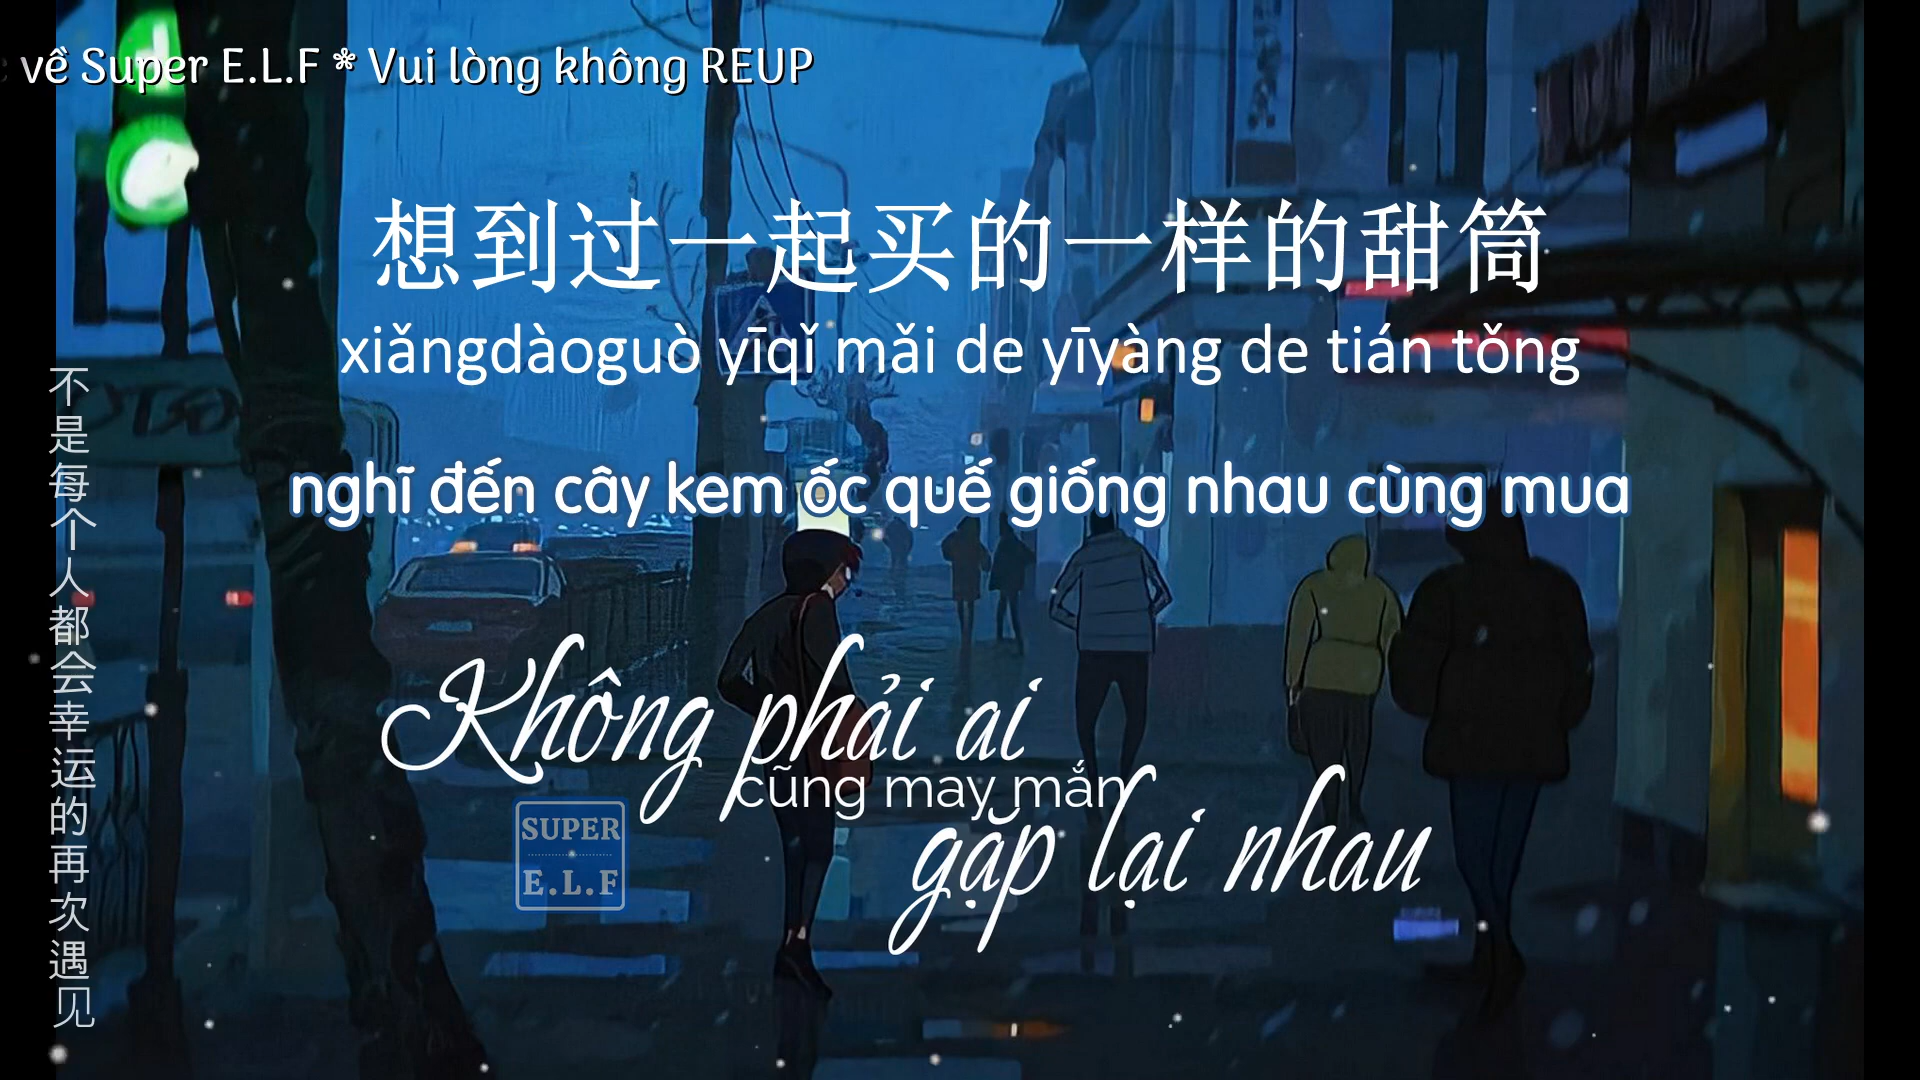 về Super E.L.F * Vui lòng không REUP
想到过一起买的一样的甜筒
xiǎngdàoguò yīqǐ mǎi de yīyàng de tián tǒng
nghĩ đến cây kem ốc quế giống nhau cùng mua
不是每个人都会幸运的再次遇见
Không phải ai
cũng may mắn
gặp lại nhau
SUPER
E.L.F